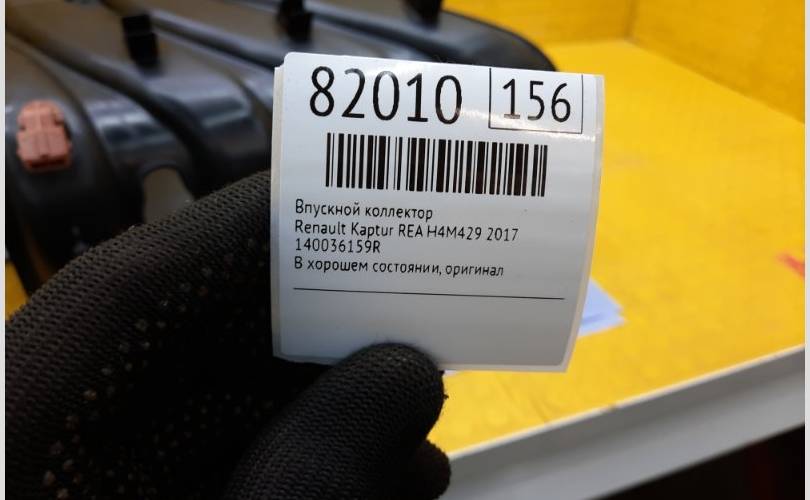 82010 156
Впускной коллектор
Renault Kaptur REA H4M429 2017
140036159R
В хорошем состоянии, оригинал